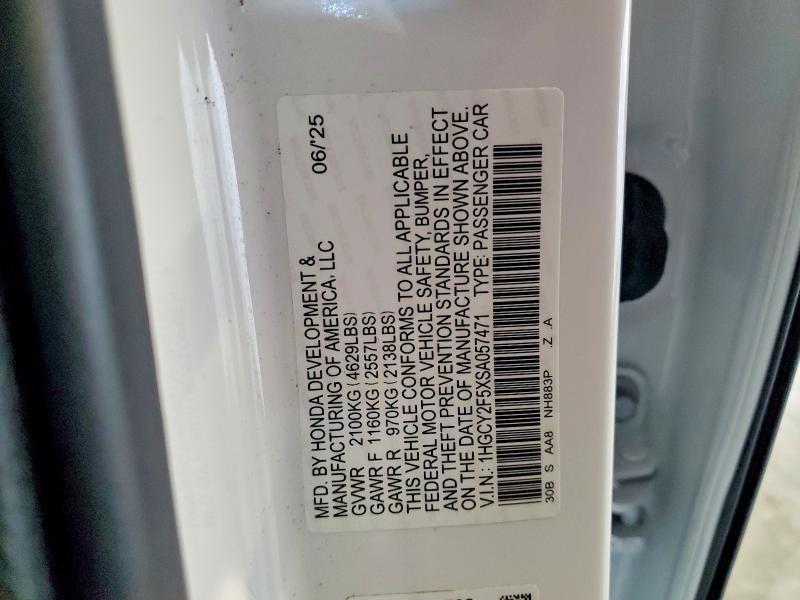 MFD. BY HONDA DEVELOPMENT &
MANUFACTURING OF AMERICA, LLC 06/'25
GVWR 2100KG (4629LBS)
GAWR F 1160KG (2557LBS)
GAWR R 970KG (2138LBS)
THIS VEHICLE CONFORMS TO ALL APPLICABLE
FEDERAL MOTOR VEHICLE SAFETY, BUMPER,
AND THEFT PREVENTION STANDARDS IN EFFECT
ON THE DATE OF MANUFACTURE SHOWN ABOVE.
V.I.N.: 1HGCY2F5XSA057471 TYPE: PASSENGER CAR
30B S AA8 NH883P .Z .A